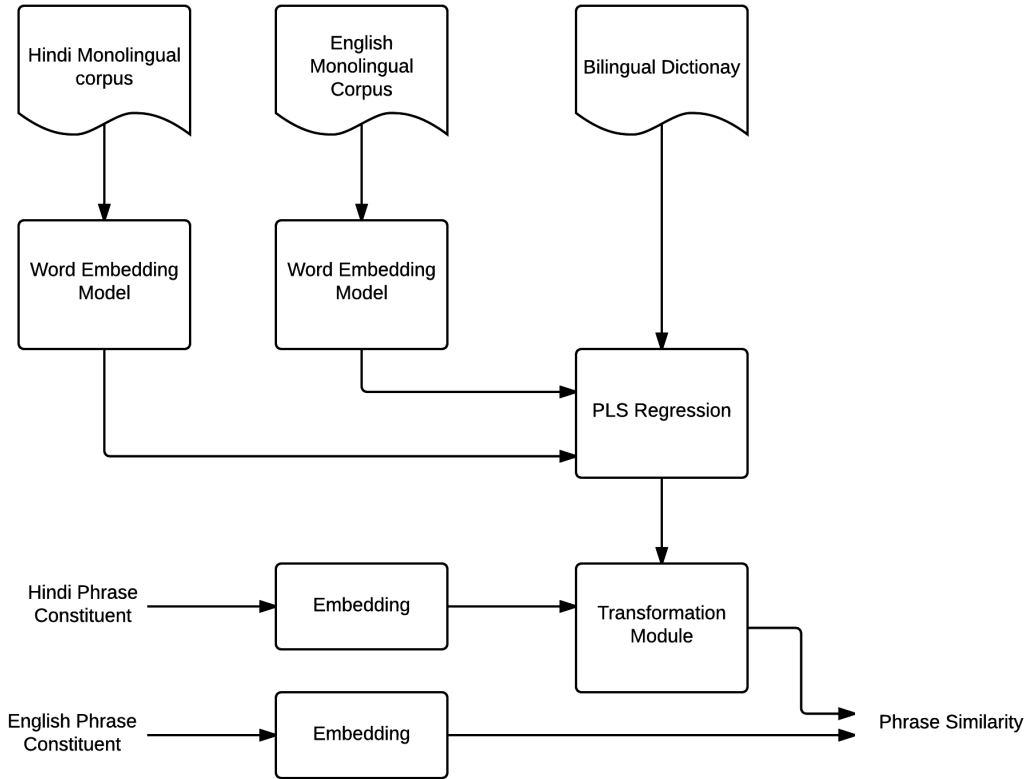 Hindi Monolingual
corpus
English
Monolingual
Corpus
Bilingual Dictionay
Word Embedding
Model
Word Embedding
Model
PLS Regression
Hindi Phrase
Constituent
Embedding
Transformation
Module
English Phrase
Constituent
Embedding
Phrase Similarity